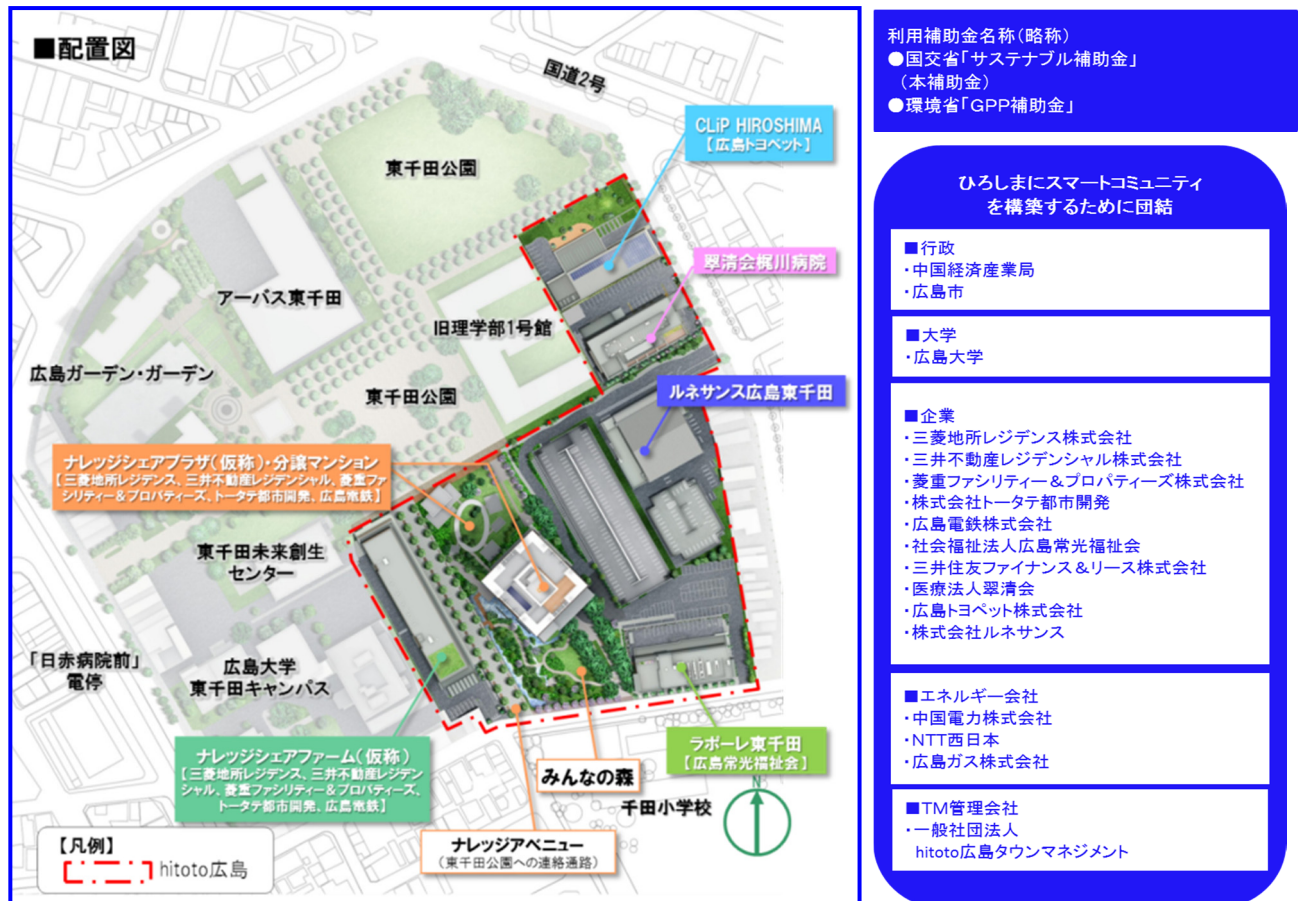 ■配置図
国道2号
CLiP HIROSHIMA
【広島トヨペット】
東千田公園
翠清会梶川病院
アーバス東千田
旧理学部1号館
広島ガーデン・ガーデン
東千田公園
ルネサンス広島東千田
ナレッジシェアプラザ(仮称)・分譲マンション
【三菱地所レジデンス、三井不動産レジデンシャル、菱重ファ
シリティー&プロパティーズ、トータテ都市開発、広島電鉄】
東千田未来創生
センター
「日赤病院前」
電停
広島大学
東千田キャンパス
ナレッジシェアファーム(仮称)
【三菱地所レジデンス、三井不動産レジデン
シャル、菱重ファシリティー&プロパティーズ、
トータテ都市開発、広島電鉄】
みんなの森
ラポーレ東千田
【広島常光福祉会】
千田小学校
N
ナレッジアベニュー
(東千田公園への連絡通路)
【凡例】
hitoto広島
利用補助金名称(略称)
●国交省「サステナブル補助金」
(本補助金)
●環境省「GPP補助金」
ひろしまにスマートコミュニティ
を構築するために団結
■行政
・中国経済産業局
・広島市
■大学
・広島大学
■企業
・三菱地所レジデンス株式会社
・三井不動産レジデンシャル株式会社
・菱重ファシリティー&プロパティーズ株式会社
・株式会社トータテ都市開発
・広島電鉄株式会社
・社会福祉法人広島常光福祉会
・三井住友ファイナンス&リース株式会社
・医療法人翠清会
・広島トヨペット株式会社
・株式会社ルネサンス
■エネルギー会社
・中国電力株式会社
・NTT西日本
・広島ガス株式会社
■TM管理会社
・一般社団法人
hitoto広島タウンマネジメント